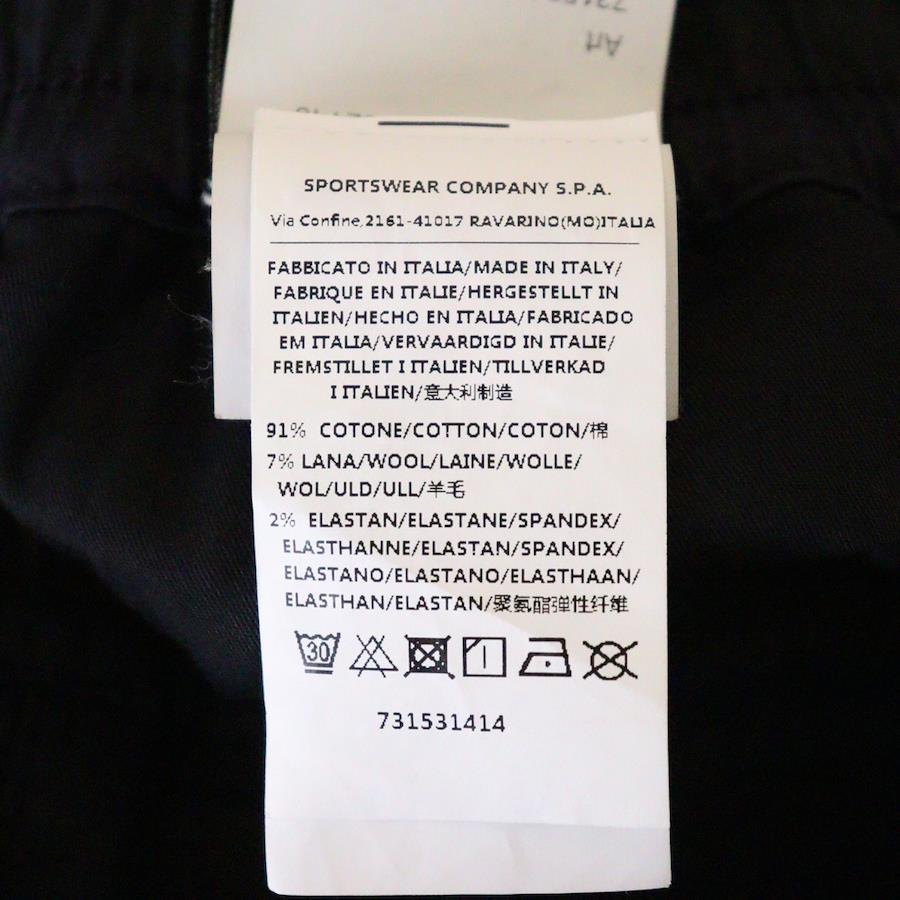 Art
SPORTSWEAR COMPANY S.P.A.
Via Confine,2161-41017 RAVARINO(MO)ITALIA
FABBICATO IN ITALIA/MADE IN ITALY/
FABRIQUE EN ITALIE/HERGESTELLT IN
ITALIEN/HECHO EN ITALIA/FABRICADO
EM ITALIA/VERVAARDIGD IN ITALIE/
FREMSTILLET I ITALIEN/TILLVERKAD
I ITALIEN/意大利制造
91% COTONE/COTTON/COTON/棉
7% LANA/WOOL/LAINE/WOLLE/
WOL/ULD/ULL/羊毛
2% ELASTAN/ELASTANE/SPANDEX/
ELASTHANNE/ELASTAN/SPANDEX/
ELASTANO/ELASTANO/ELASTHAAN/
ELASTHAN/ELASTAN/聚氨酯弹性纤维
30
731531414